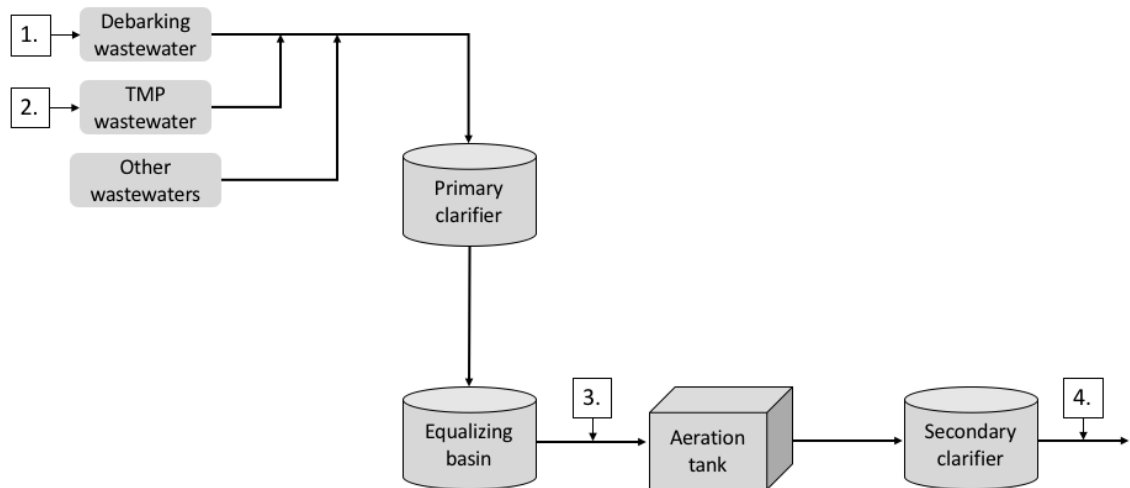 1.
Debarking
wastewater
2.
TMP
wastewater
Other
wastewaters
Primary
clarifier
Equalizing
basin
3.
Aeration
tank
Secondary
clarifier
4.